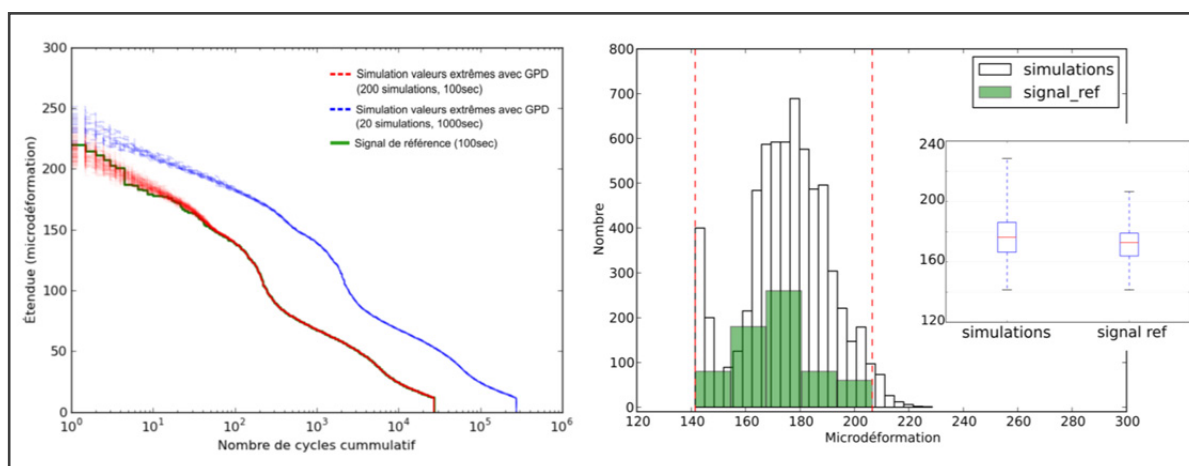 300
250
200
150
100
50
0
Étendue (microdéformation)
Simulation valeurs extrêmes avec GPD
(200 simulations, 100sec)
Simulation valeurs extrêmes avec GPD
(20 simulations, 1000sec)
Signal de référence (100sec)
10^0 10^1 10^2 10^3 10^4 10^5 10^6
Nombre de cycles cummulatif
800
700
600
500
400
300
200
100
0
Nombre
simulations
signal_ref
240
200
160
120
simulations signal ref
120 140 160 180 200 220 240 260 280 300
Microdéformation